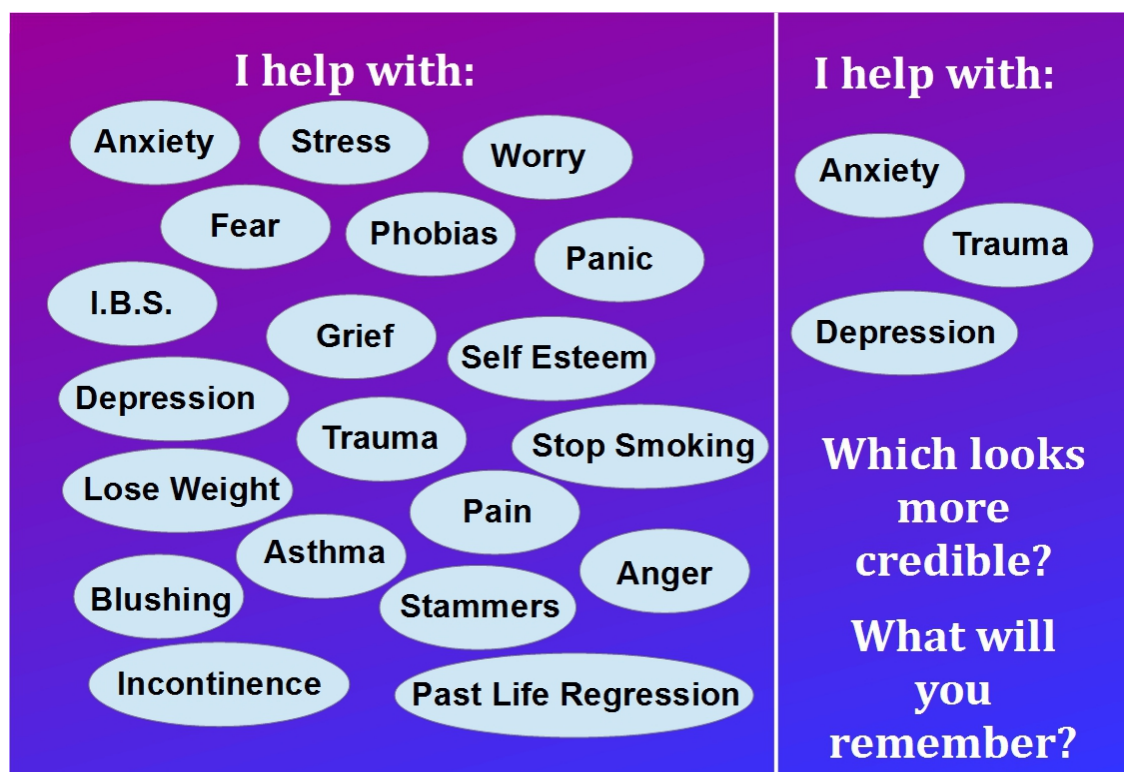 I help with:
Anxiety
Stress
Worry
Fear
Phobias
Panic
I.B.S.
Grief
Self Esteem
Depression
Trauma
Stop Smoking
Lose Weight
Pain
Asthma
Anger
Blushing
Stammers
Incontinence
Past Life Regression
I help with:
Anxiety
Trauma
Depression
Which looks
more
credible?
What will
you
remember?